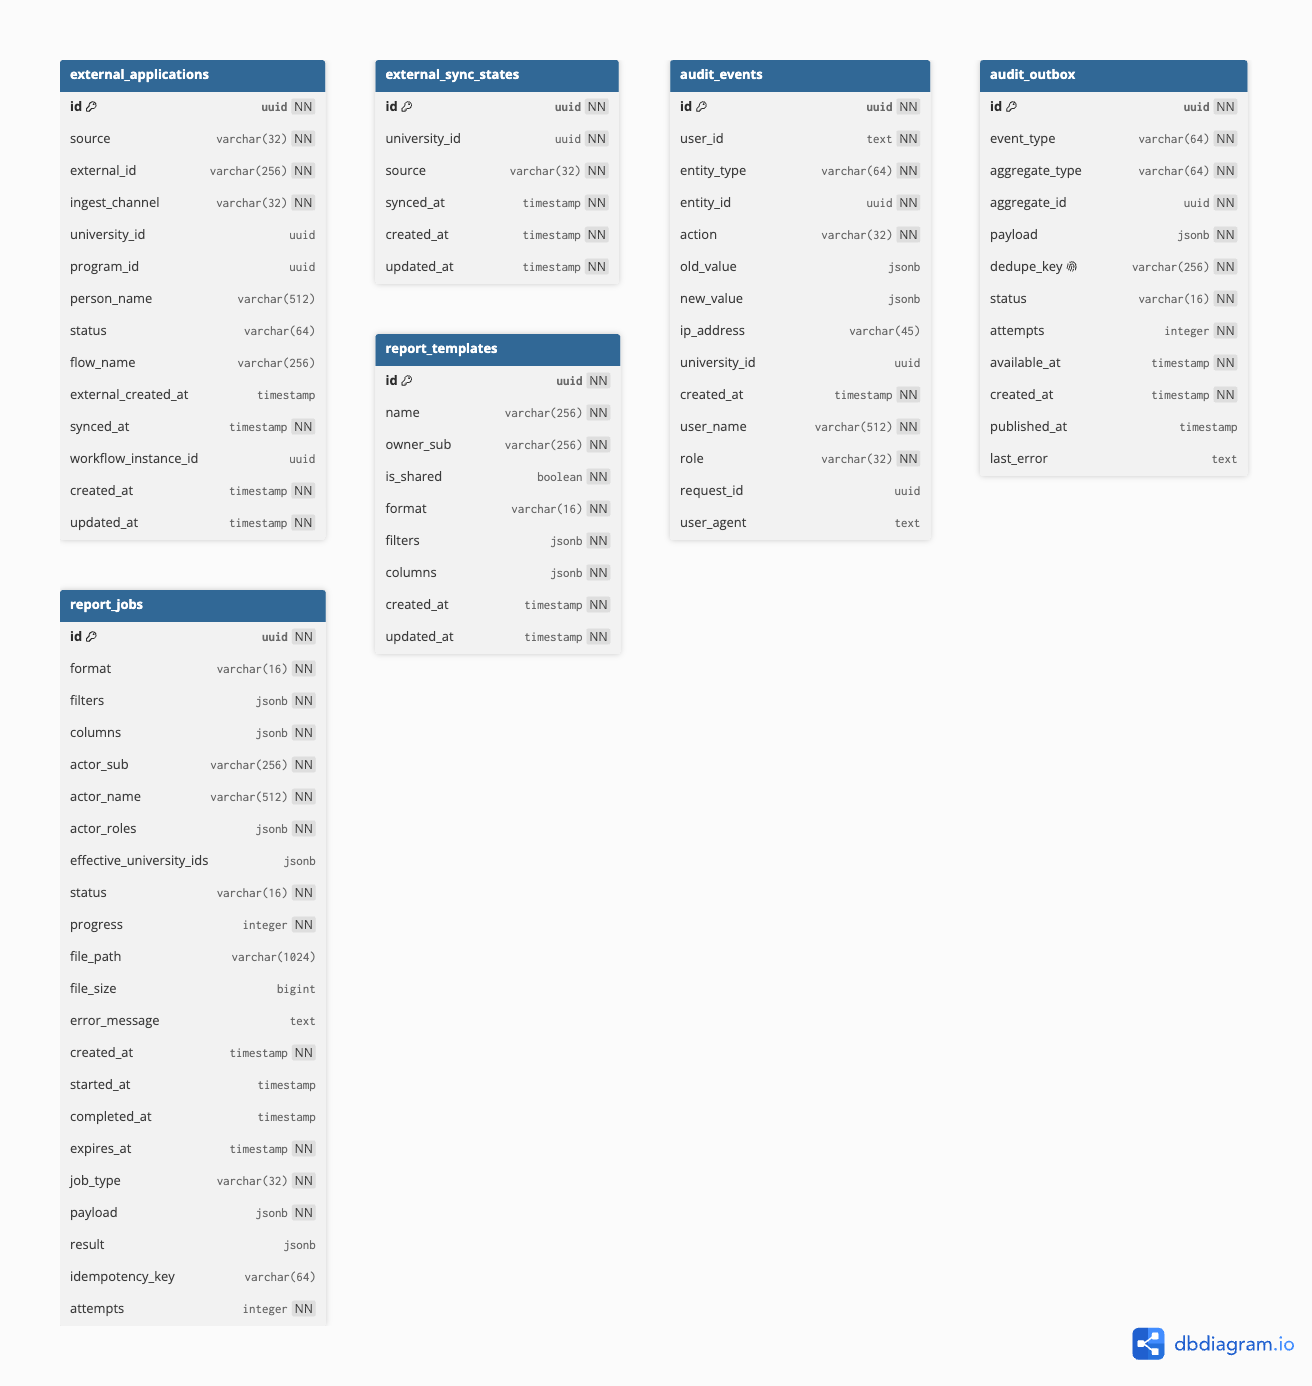 external_applications
id uuid NN
source varchar(32) NN
external_id varchar(256) NN
ingest_channel varchar(32) NN
university_id uuid
program_id uuid
person_name varchar(512)
status varchar(64)
flow_name varchar(256)
external_created_at timestamp
synced_at timestamp NN
workflow_instance_id uuid
created_at timestamp NN
updated_at timestamp NN
external_sync_states
id uuid NN
university_id uuid NN
source varchar(32) NN
synced_at timestamp NN
created_at timestamp NN
updated_at timestamp NN
audit_events
id uuid NN
user_id text NN
entity_type varchar(64) NN
entity_id uuid NN
action varchar(32) NN
old_value jsonb
new_value jsonb
ip_address varchar(45)
university_id uuid
created_at timestamp NN
user_name varchar(512) NN
role varchar(32) NN
request_id uuid
user_agent text
audit_outbox
id uuid NN
event_type varchar(64) NN
aggregate_type varchar(64) NN
aggregate_id uuid NN
payload jsonb NN
dedupe_key varchar(256) NN
status varchar(16) NN
attempts integer NN
available_at timestamp NN
created_at timestamp NN
published_at timestamp
last_error text
report_templates
id uuid NN
name varchar(256) NN
owner_sub varchar(256) NN
is_shared boolean NN
format varchar(16) NN
filters jsonb NN
columns jsonb NN
created_at timestamp NN
updated_at timestamp NN
report_jobs
id uuid NN
format varchar(16) NN
filters jsonb NN
columns jsonb NN
actor_sub varchar(256) NN
actor_name varchar(512) NN
actor_roles jsonb NN
effective_university_ids jsonb
status varchar(16) NN
progress integer NN
file_path varchar(1024)
file_size bigint
error_message text
created_at timestamp NN
started_at timestamp
completed_at timestamp
expires_at timestamp NN
job_type varchar(32) NN
payload jsonb NN
result jsonb
idempotency_key varchar(64)
attempts integer NN
dbdiagram.io